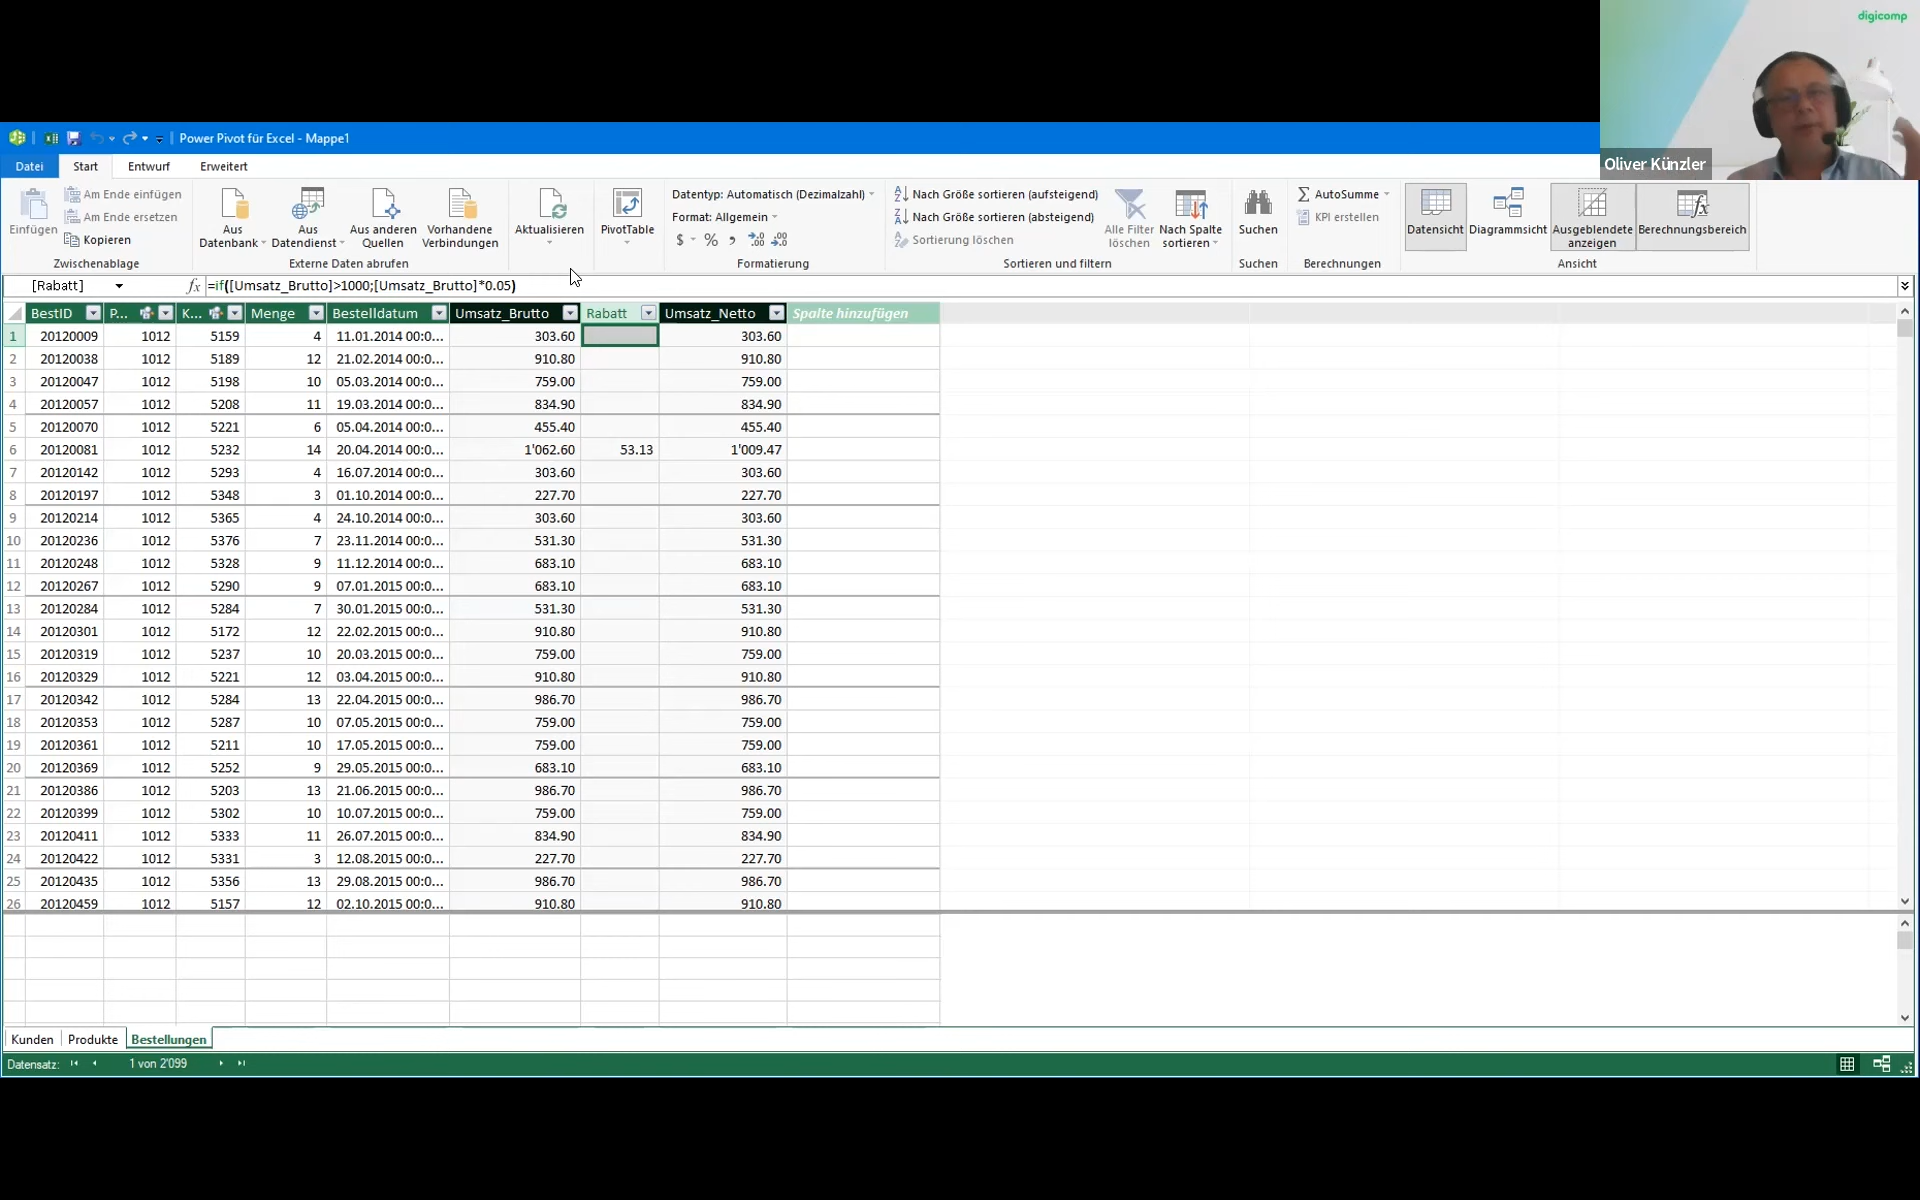 digicomp
Oliver Künzler
Power Pivot für Excel - Mappe1
Datei Start Entwurf Erweitert
Einfügen
Am Ende einfügen
Am Ende ersetzen
Kopieren
Zwischenablage
Aus Datenbank
Aus Datendienst
Aus anderen Quellen
Vorhandene Verbindungen
Externe Daten abrufen
Aktualisieren
PivotTable
Datentyp: Automatisch (Dezimalzahl)
Format: Allgemein
$ % ,
Formatierung
Nach Größe sortieren (aufsteigend)
Nach Größe sortieren (absteigend)
Sortierung löschen
Alle Filter löschen
Nach Spalte sortieren
Sortieren und filtern
Suchen
Suchen
AutoSumme
KPI erstellen
Berechnungen
Datensicht
Diagrammsicht
Ausgeblendete anzeigen
Berechnungsbereich
Ansicht
[Rabatt] fx =if([Umsatz_Brutto]>1000;[Umsatz_Brutto]*0.05)
BestID P... K... Menge Bestelldatum Umsatz_Brutto Rabatt Umsatz_Netto Spalte hinzufügen
1 20120009 1012 5159 4 11.01.2014 00:0... 303.60 303.60
2 20120038 1012 5189 12 21.02.2014 00:0... 910.80 910.80
3 20120047 1012 5198 10 05.03.2014 00:0... 759.00 759.00
4 20120057 1012 5208 11 19.03.2014 00:0... 834.90 834.90
5 20120070 1012 5221 6 05.04.2014 00:0... 455.40 455.40
6 20120081 1012 5232 14 20.04.2014 00:0... 1'062.60 53.13 1'009.47
7 20120142 1012 5293 4 16.07.2014 00:0... 303.60 303.60
8 20120197 1012 5348 3 01.10.2014 00:0... 227.70 227.70
9 20120214 1012 5365 4 24.10.2014 00:0... 303.60 303.60
10 20120236 1012 5376 7 23.11.2014 00:0... 531.30 531.30
11 20120248 1012 5328 9 11.12.2014 00:0... 683.10 683.10
12 20120267 1012 5290 9 07.01.2015 00:0... 683.10 683.10
13 20120284 1012 5284 7 30.01.2015 00:0... 531.30 531.30
14 20120301 1012 5172 12 22.02.2015 00:0... 910.80 910.80
15 20120319 1012 5237 10 20.03.2015 00:0... 759.00 759.00
16 20120329 1012 5221 12 03.04.2015 00:0... 910.80 910.80
17 20120342 1012 5284 13 22.04.2015 00:0... 986.70 986.70
18 20120353 1012 5287 10 07.05.2015 00:0... 759.00 759.00
19 20120361 1012 5211 10 17.05.2015 00:0... 759.00 759.00
20 20120369 1012 5252 9 29.05.2015 00:0... 683.10 683.10
21 20120386 1012 5203 13 21.06.2015 00:0... 986.70 986.70
22 20120399 1012 5302 10 10.07.2015 00:0... 759.00 759.00
23 20120411 1012 5333 11 26.07.2015 00:0... 834.90 834.90
24 20120422 1012 5331 3 12.08.2015 00:0... 227.70 227.70
25 20120435 1012 5356 13 29.08.2015 00:0... 986.70 986.70
26 20120459 1012 5157 12 02.10.2015 00:0... 910.80 910.80
Kunden Produkte Bestellungen
Datensatz: 1 von 2'099